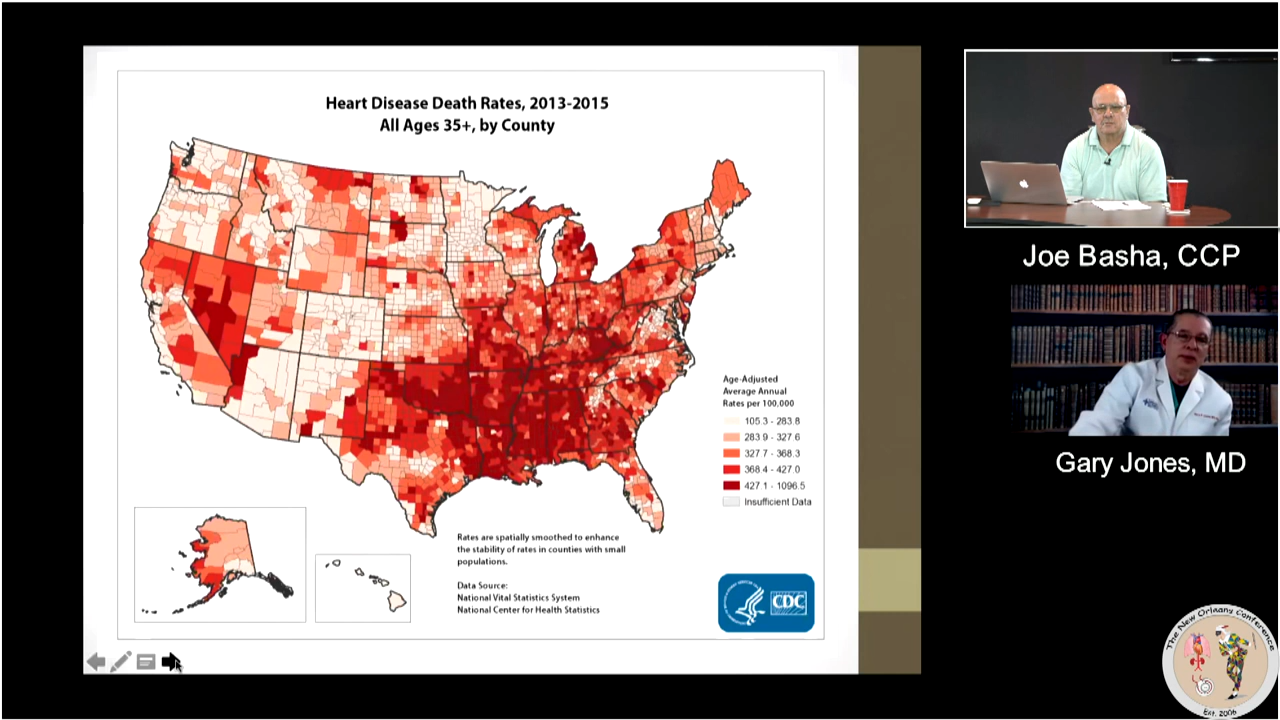 Heart Disease Death Rates, 2013-2015
All Ages 35+, by County
Age-Adjusted
Average Annual
Rates per 100,000
105.3 - 283.8
283.9 - 327.6
327.7 - 368.3
368.4 - 427.0
427.1 - 1096.5
Insufficient Data
Rates are spatially smoothed to enhance
the stability of rates in counties with small
populations.
Data Source:
National Vital Statistics System
National Center for Health Statistics
CDC
Joe Basha, CCP
Gary Jones, MD
The New Orlaany Conference
Est. 2006